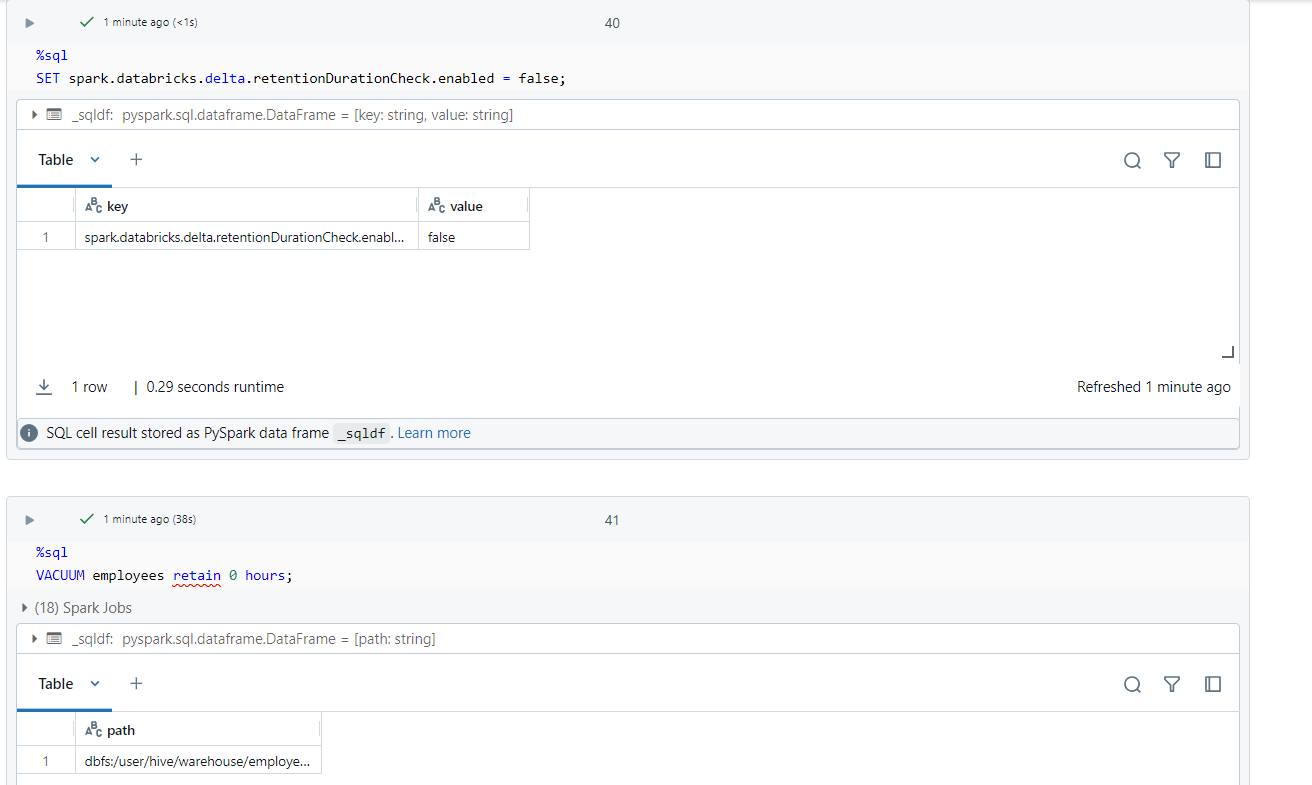 1 minute ago (<1s)
40
%sql
SET spark.databricks.delta.retentionDurationCheck.enabled = false;
_sqldf: pyspark.sql.dataframe.DataFrame = [key: string, value: string]
Table
key value
1 spark.databricks.delta.retentionDurationCheck.enabl... false
1 row | 0.29 seconds runtime
Refreshed 1 minute ago
SQL cell result stored as PySpark data frame _sqldf. Learn more
1 minute ago (38s)
41
%sql
VACUUM employees retain 0 hours;
(18) Spark Jobs
_sqldf: pyspark.sql.dataframe.DataFrame = [path: string]
Table
path
1 dbfs:/user/hive/warehouse/employe...